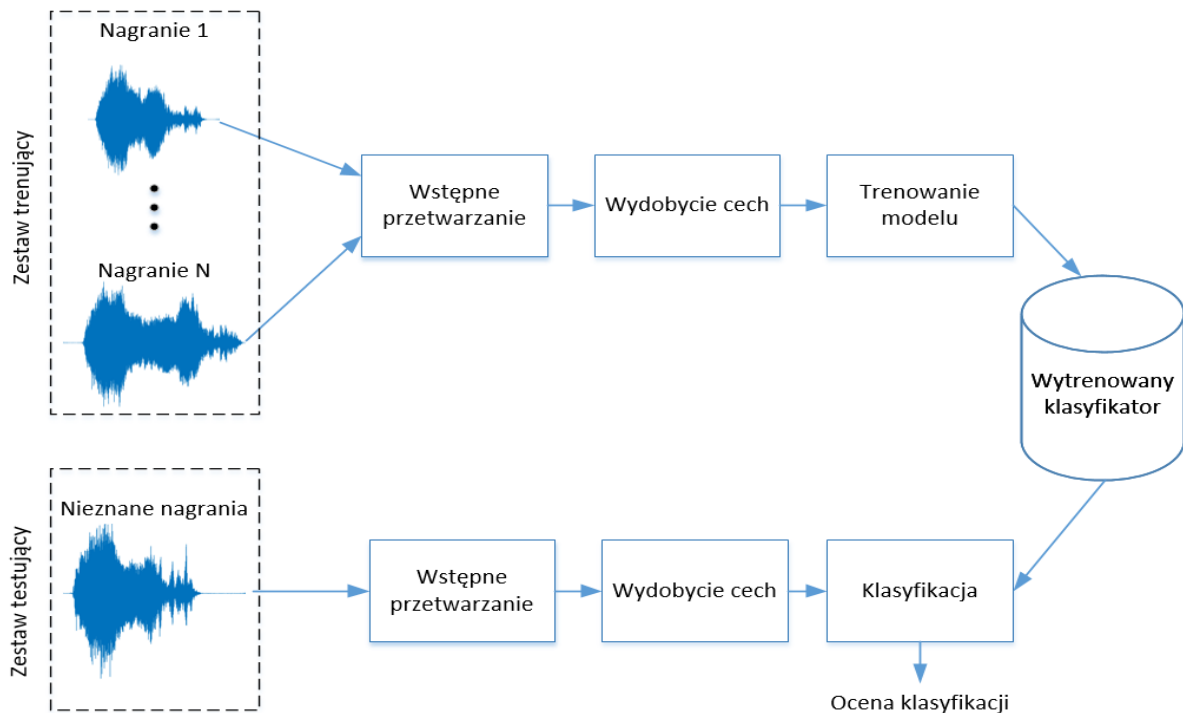 Zestaw trenujący
Nagranie 1
Nagranie N
Wstępne
przetwarzanie
Wydobycie cech
Trenowanie
modelu
Wytrenowany
klasyfikator
Zestaw testujący
Nieznane nagrania
Wstępne
przetwarzanie
Wydobycie cech
Klasyfikacja
Ocena klasyfikacji